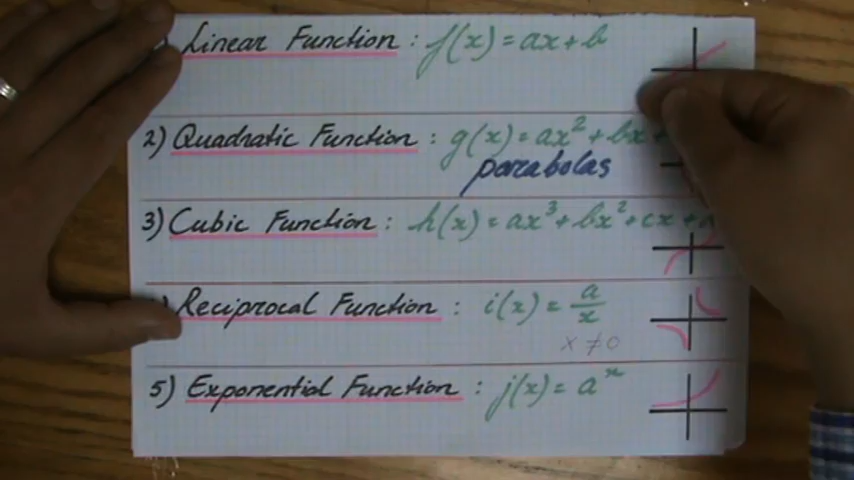 Linear Function : f(x) = ax + b
2) Quadratic Function : g(x) = ax² + bx +
parabolas
3) Cubic Function : h(x) = ax³ + bx² + cx +
Reciprocal Function : i(x) = a/x
x ≠ 0
5) Exponential Function : j(x) = aˣ